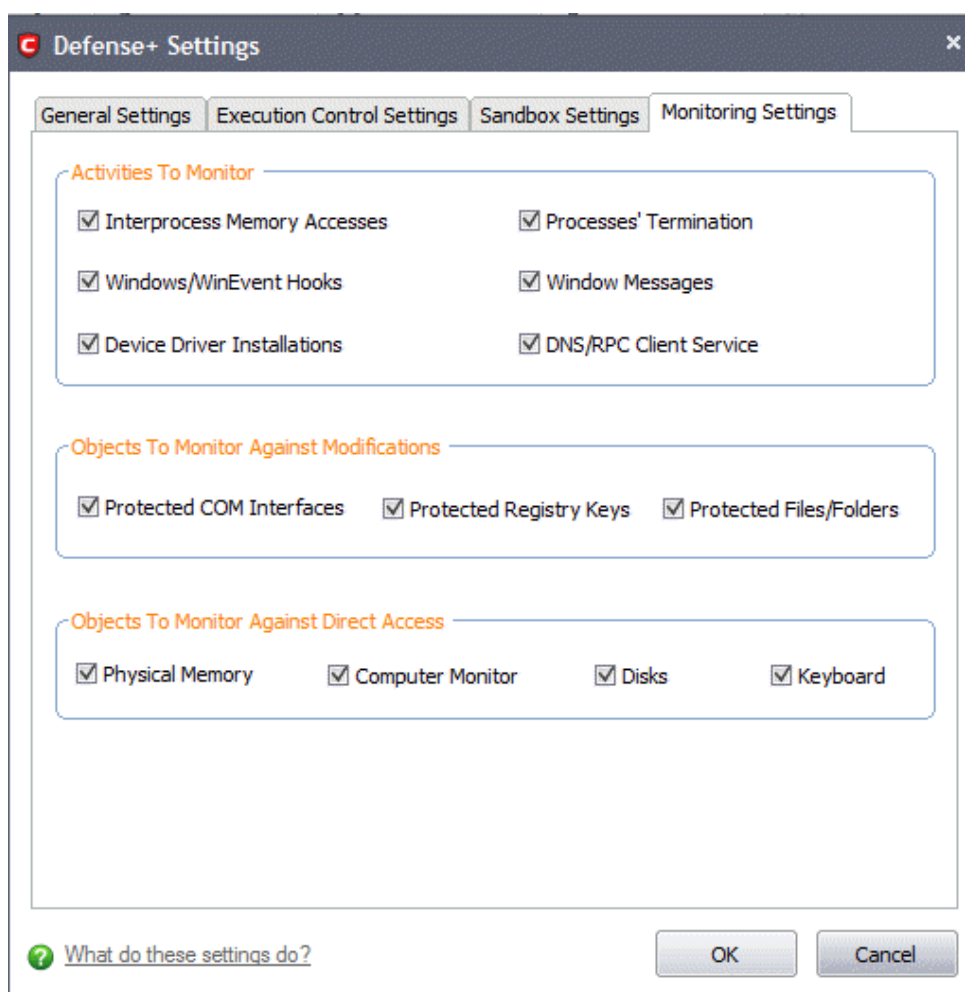 Defense+ Settings
General Settings Execution Control Settings Sandbox Settings Monitoring Settings
Activities To Monitor
Interprocess Memory Accesses Processes' Termination
Windows/WinEvent Hooks Window Messages
Device Driver Installations DNS/RPC Client Service
Objects To Monitor Against Modifications
Protected COM Interfaces Protected Registry Keys Protected Files/Folders
Objects To Monitor Against Direct Access
Physical Memory Computer Monitor Disks Keyboard
What do these settings do? OK Cancel